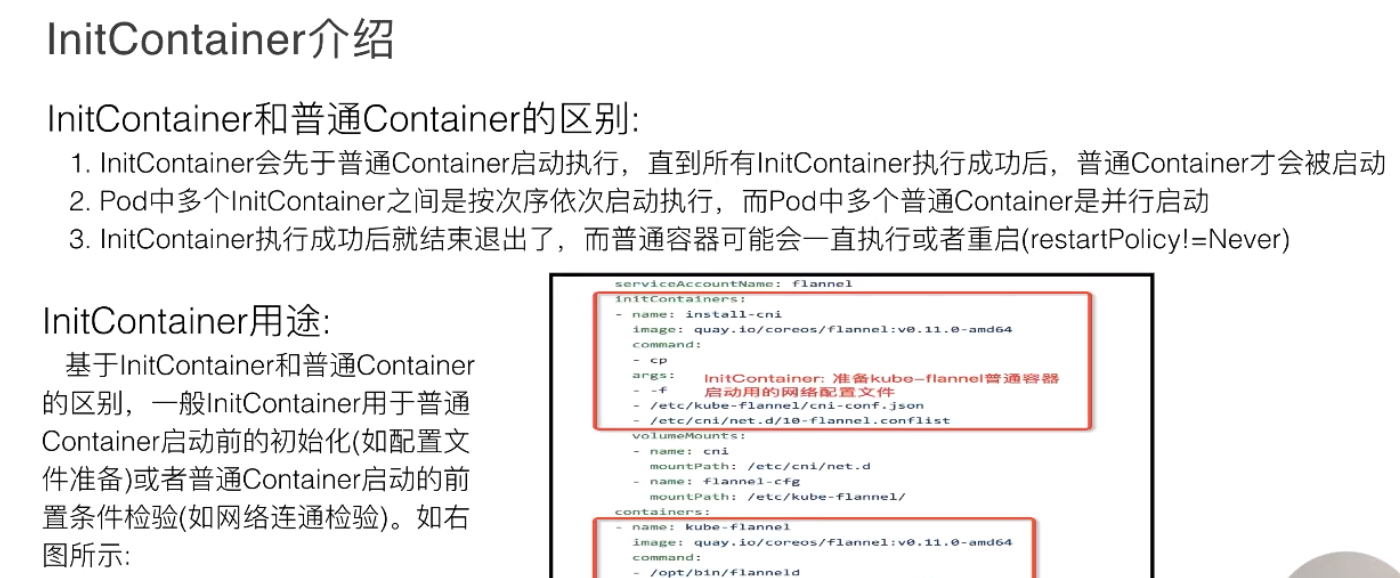 InitContainer介绍
InitContainer和普通Container的区别:
1. InitContainer会先于普通Container启动执行，直到所有InitContainer执行成功后，普通Container才会被启动
2. Pod中多个InitContainer之间是按次序依次启动执行，而Pod中多个普通Container是并行启动
3. InitContainer执行成功后就结束退出了，而普通容器可能会一直执行或者重启(restartPolicy!=Never)
InitContainer用途:
基于InitContainer和普通Container
的区别，一般InitContainer用于普通
Container启动前的初始化(如配置文
件准备)或者普通Container启动的前
置条件检验(如网络连通检验)。如右
图所示:
serviceAccountName: flannel
initContainers:
- name: install-cni
image: quay.io/coreos/flannel:v0.11.0-amd64
command:
- cp
args:
InitContainer: 准备kube-flannel普通容器
- -f
启动用的网络配置文件
- /etc/kube-flannel/cni-conf.json
- /etc/cni/net.d/10-flannel.conflist
volumeMounts:
- name: cni
mountPath: /etc/cni/net.d
- name: flannel-cfg
mountPath: /etc/kube-flannel/
containers:
- name: kube-flannel
image: quay.io/coreos/flannel:v0.11.0-amd64
command:
- /opt/bin/flanneld